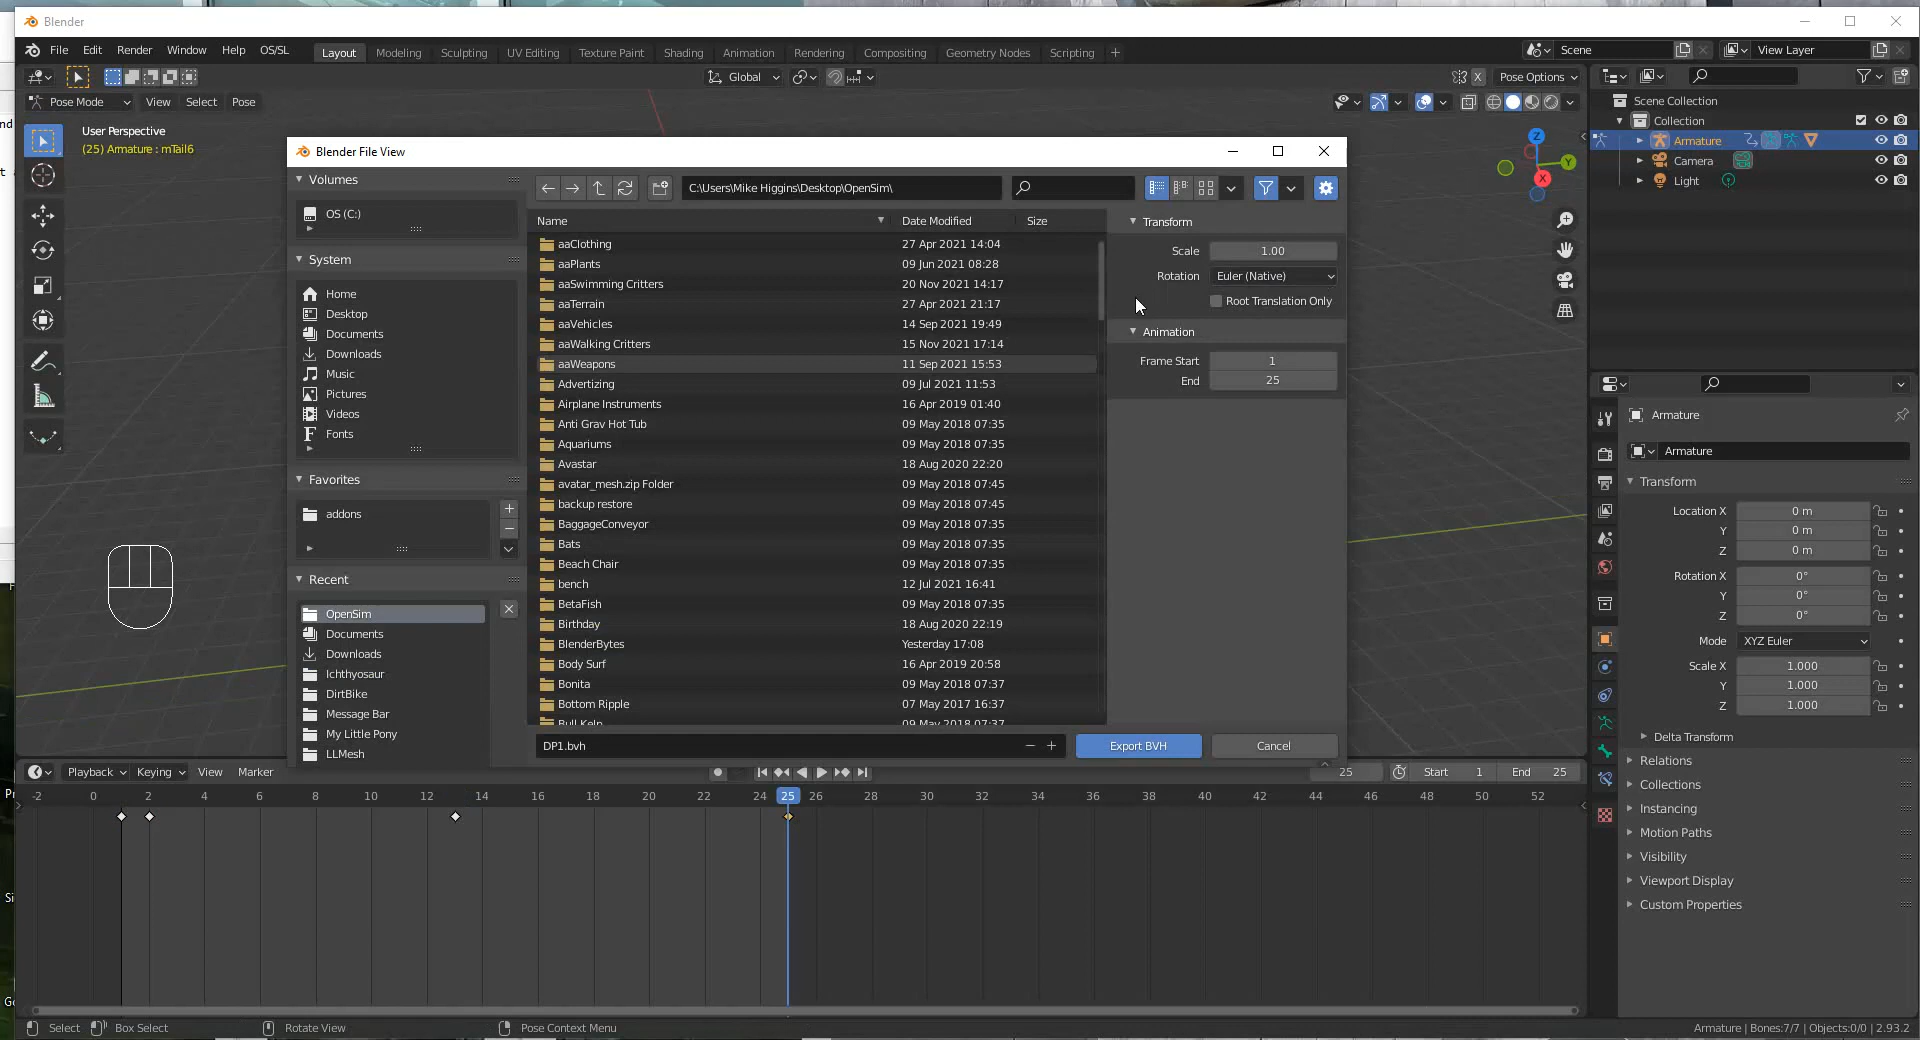 Blender
File Edit Render Window Help OS/SL Layout Modeling Sculpting UV Editing Texture Paint Shading Animation Rendering Compositing Geometry Nodes Scripting + Scene View Layer
Global X Pose Options
Pose Mode View Select Pose
User Perspective
(25) Armature : mTail6
Scene Collection
Collection
Armature
Camera
Light
Z
Y
X
Blender File View
Volumes
OS (C:)
System
Home
Desktop
Documents
Downloads
Music
Pictures
Videos
Fonts
Favorites
addons
Recent
OpenSim
Documents
Downloads
Ichthyosaur
DirtBike
Message Bar
My Little Pony
LLMesh
C:\Users\Mike Higgins\Desktop\OpenSim\
Name Date Modified Size
aaClothing 27 Apr 2021 14:04
aaPlants 09 Jun 2021 08:28
aaSwimming Critters 20 Nov 2021 14:17
aaTerrain 27 Apr 2021 21:17
aaVehicles 14 Sep 2021 19:49
aaWalking Critters 15 Nov 2021 17:14
aaWeapons 11 Sep 2021 15:53
Advertizing 09 Jul 2021 11:53
Airplane Instruments 16 Apr 2019 01:40
Anti Grav Hot Tub 09 May 2018 07:35
Aquariums 09 May 2018 07:35
Avastar 18 Aug 2020 22:20
avatar_mesh.zip Folder 09 May 2018 07:45
backup restore 09 May 2018 07:45
BaggageConveyor 09 May 2018 07:35
Bats 09 May 2018 07:35
Beach Chair 09 May 2018 07:35
bench 12 Jul 2021 16:41
BetaFish 09 May 2018 07:35
Birthday 18 Aug 2020 22:19
BlenderBytes Yesterday 17:08
Body Surf 16 Apr 2019 20:58
Bonita 09 May 2018 07:37
Bottom Ripple 07 May 2017 16:37
Bull Kelp 09 May 2018 07:37
DP1.bvh
Export BVH Cancel
Transform
Scale 1.00
Rotation Euler (Native)
Root Translation Only
Animation
Frame Start 1
End 25
Armature
Armature
Transform
Location X 0 m
Y 0 m
Z 0 m
Rotation X 0°
Y 0°
Z 0°
Mode XYZ Euler
Scale X 1.000
Y 1.000
Z 1.000
Delta Transform
Relations
Collections
Instancing
Motion Paths
Visibility
Viewport Display
Custom Properties
Playback Keying View Marker 25 Start 1 End 25
-2 0 2 4 6 8 10 12 14 16 18 20 22 24 25 26 28 30 32 34 36 38 40 42 44 46 48 50 52
Select Box Select Rotate View Pose Context Menu Armature | Bones:7/7 | Objects:0/0 | 2.93.2